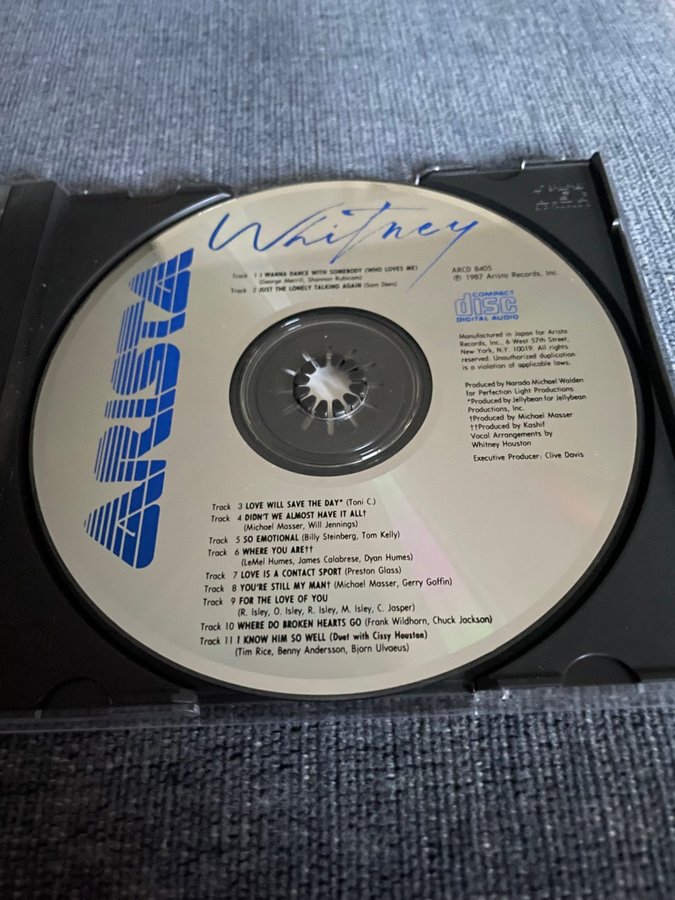 Whitney
ARISTA
Track 1 I WANNA DANCE WITH SOMEBODY (WHO LOVES ME)
(George Merrill, Shannon Rubicam)
Track 2 JUST THE LONELY TALKING AGAIN (Sam Dees)
ARCD 8405
℗ 1987 Arista Records, Inc.
COMPACT
disc
DIGITAL AUDIO
Manufactured in Japan for Arista
Records, Inc., 6 West 57th Street,
New York, N.Y. 10019. All rights
reserved. Unauthorized duplication
is a violation of applicable laws.
Produced by Narada Michael Walden
for Perfection Light Productions
*Produced by Jellybean for Jellybean
Productions, Inc.
†Produced by Michael Masser
††Produced by Kashif
Vocal Arrangements by
Whitney Houston
Executive Producer: Clive Davis
Track 3 LOVE WILL SAVE THE DAY* (Toni C.)
Track 4 DIDN'T WE ALMOST HAVE IT ALL†
(Michael Masser, Will Jennings)
Track 5 SO EMOTIONAL (Billy Steinberg, Tom Kelly)
Track 6 WHERE YOU ARE††
(LeMel Humes, James Calabrese, Dyan Humes)
Track 7 LOVE IS A CONTACT SPORT (Preston Glass)
Track 8 YOU'RE STILL MY MAN† (Michael Masser, Gerry Goffin)
Track 9 FOR THE LOVE OF YOU
(R. Isley, O. Isley, R. Isley, M. Isley, C. Jasper)
Track 10 WHERE DO BROKEN HEARTS GO (Frank Wildhorn, Chuck Jackson)
Track 11 I KNOW HIM SO WELL (Duet with Cissy Houston)
(Tim Rice, Benny Andersson, Bjorn Ulvaeus)